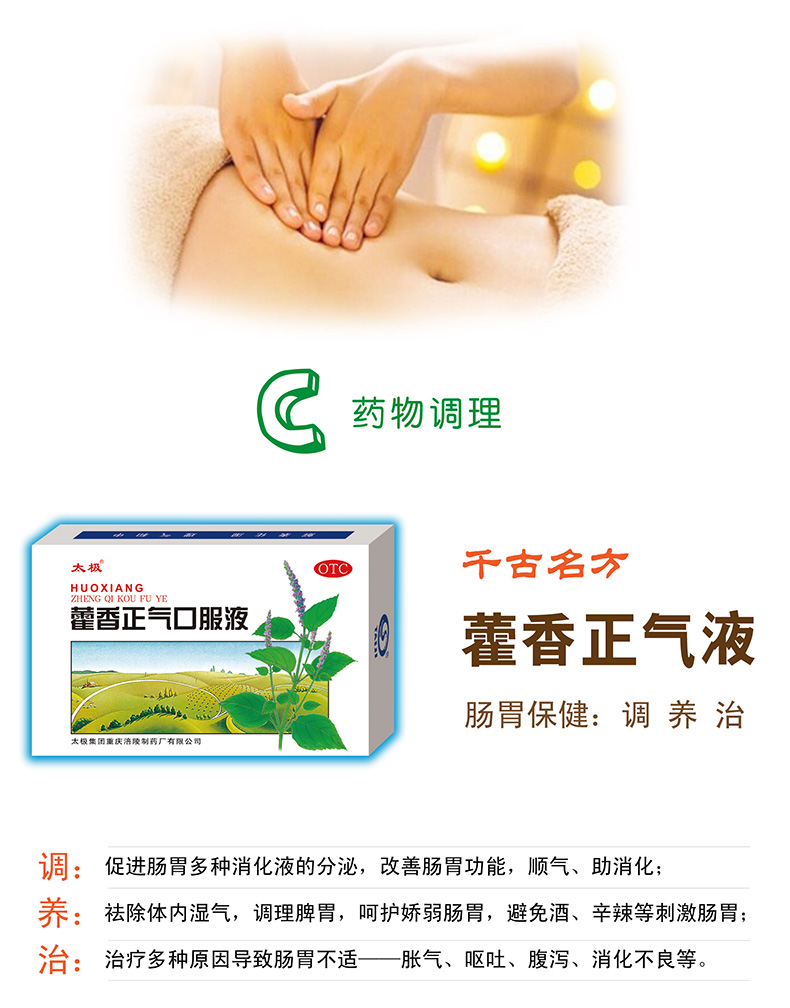 C 药物调理
太极®
OTC
HUOXIANG
ZHENG QI KOU FU YE
藿香正气口服液
太极集团重庆涪陵制药厂有限公司
千古名方
藿香正气液
肠胃保健：调 养 治
调：促进肠胃多种消化液的分泌，改善肠胃功能，顺气、助消化；
养：祛除体内湿气，调理脾胃，呵护娇弱肠胃，避免酒、辛辣等刺激肠胃；
治：治疗多种原因导致肠胃不适——胀气、呕吐、腹泻、消化不良等。